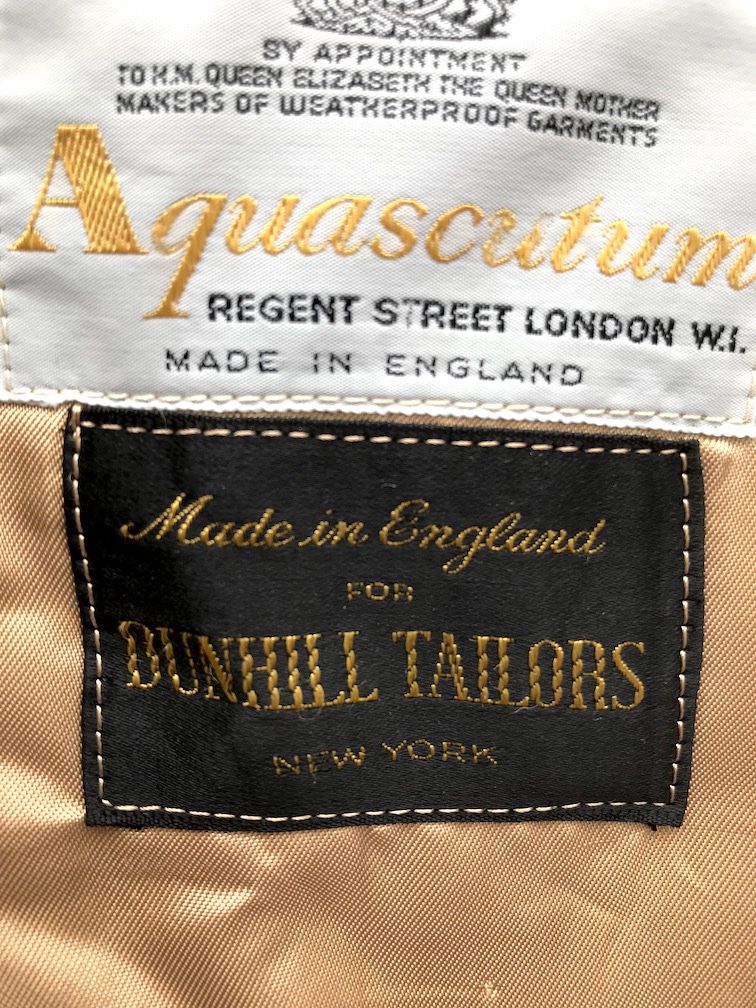 BY APPOINTMENT
TO H.M. QUEEN ELIZABETH THE QUEEN MOTHER
MAKERS OF WEATHERPROOF GARMENTS
Aquascutum
REGENT STREET LONDON W.I.
MADE IN ENGLAND
Made in England
FOR
DUNHILL TAILORS
NEW YORK